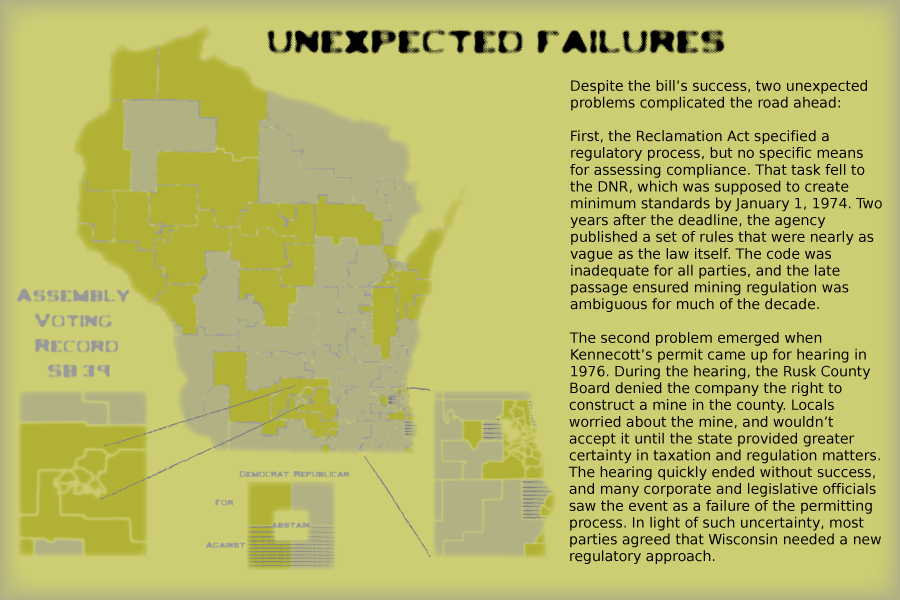 UNEXPECTED FAILURES
Despite the bill’s success, two unexpected
problems complicated the road ahead:
First, the Reclamation Act specified a
regulatory process, but no specific means
for assessing compliance. That task fell to
the DNR, which was supposed to create
minimum standards by January 1, 1974. Two
years after the deadline, the agency
published a set of rules that were nearly as
vague as the law itself. The code was
inadequate for all parties, and the late
passage ensured mining regulation was
ambiguous for much of the decade.
The second problem emerged when
Kennecott’s permit came up for hearing in
1976. During the hearing, the Rusk County
Board denied the company the right to
construct a mine in the county. Locals
worried about the mine, and wouldn’t
accept it until the state provided greater
certainty in taxation and regulation matters.
The hearing quickly ended without success,
and many corporate and legislative officials
saw the event as a failure of the permitting
process. In light of such uncertainty, most
parties agreed that Wisconsin needed a new
regulatory approach.
ASSEMBLY
VOTING
RECORD
SB 39
DEMOCRAT REPUBLICAN
FOR
ABSTAIN
AGAINST